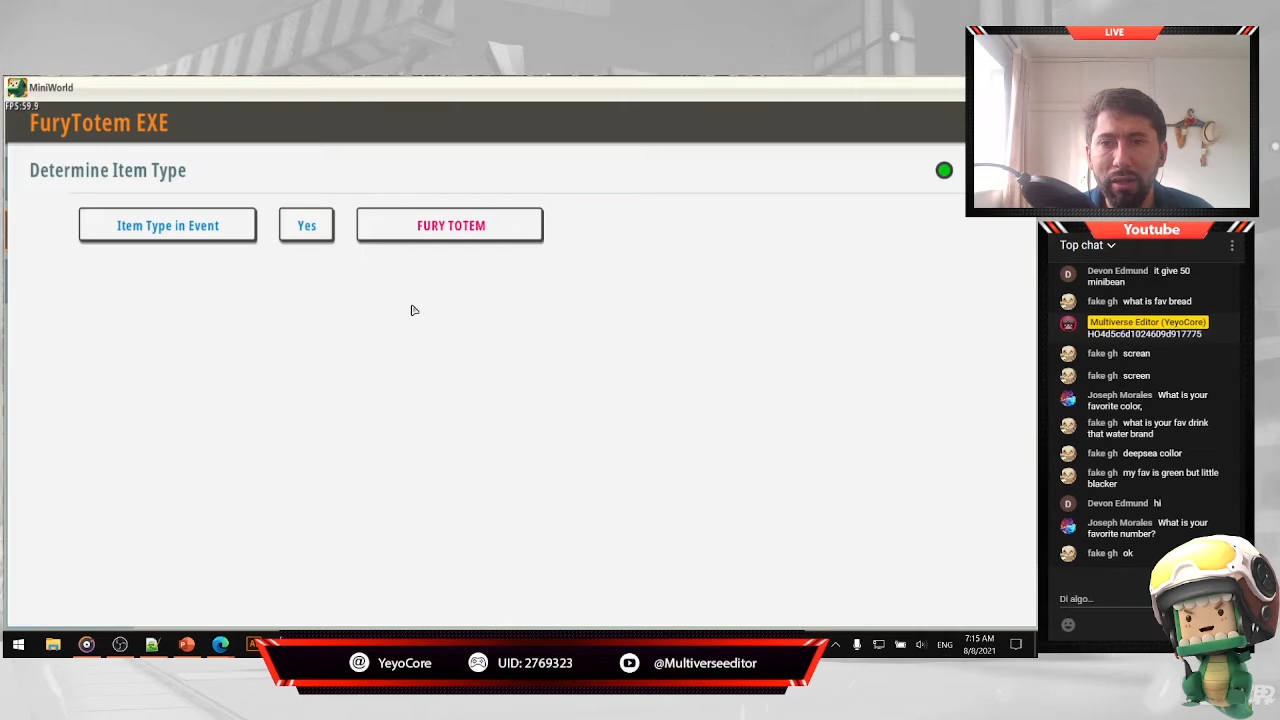 LIVE
MiniWorld
FPS:59.9
FuryTotem EXE
Determine Item Type
Item Type in Event
Yes
FURY TOTEM
Youtube
Top chat
Devon Edmund it give 50
minibean
fake gh what is fav bread
Multiverse Editor (YeyoCore)
HO4d5c6d1024609d917775
fake gh screan
fake gh screen
Joseph Morales What is your
favorite color,
fake gh what is your fav drink
that water brand
fake gh deepsea collor
fake gh my fav is green but little
blacker
Devon Edmund hi
Joseph Morales What is your
favorite number?
fake gh ok
Di algo...
ENG
7:15 AM
8/8/2021
YeyoCore
UID: 2769323
@Multiverseeditor